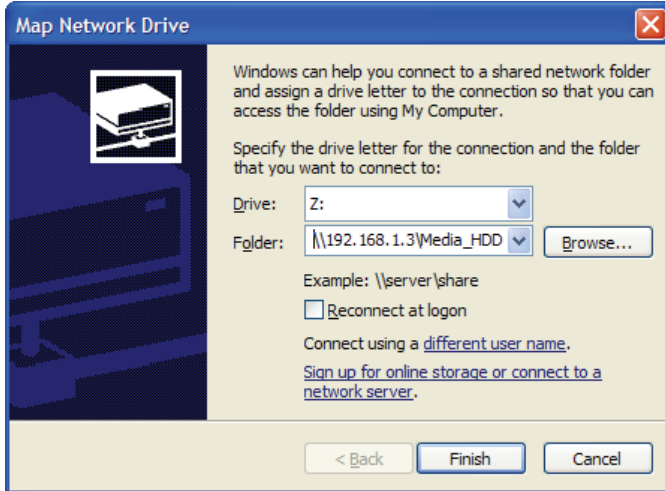 Map Network Drive
Windows can help you connect to a shared network folder
and assign a drive letter to the connection so that you can
access the folder using My Computer.
Specify the drive letter for the connection and the folder
that you want to connect to:
Drive: Z:
Folder: \\192.168.1.3\Media_HDD Browse...
Example: \\server\share
Reconnect at logon
Connect using a different user name.
Sign up for online storage or connect to a
network server.
< Back Finish Cancel